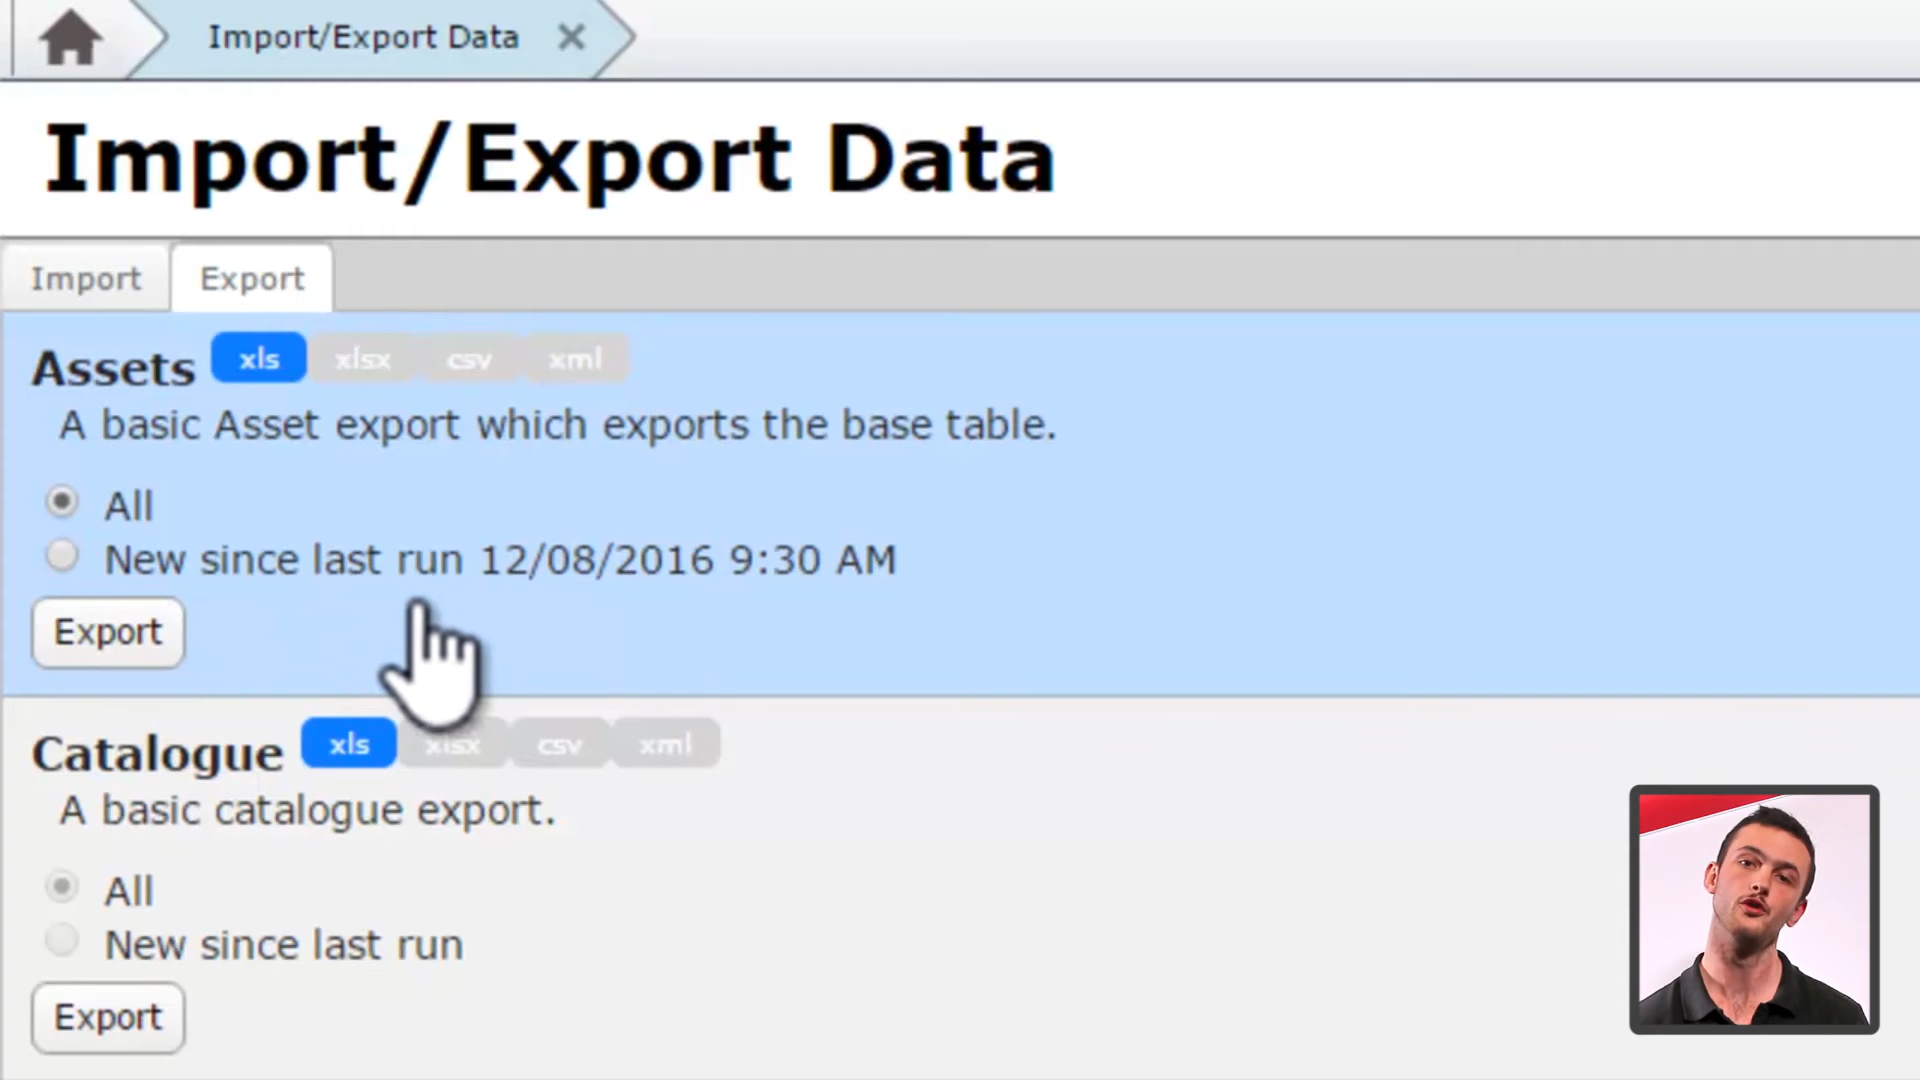 Import/Export Data
Import/Export Data
Import Export
Assets xls xlsx csv xml
A basic Asset export which exports the base table.
All
New since last run 12/08/2016 9:30 AM
Export
Catalogue xls xlsx csv xml
A basic catalogue export.
All
New since last run
Export